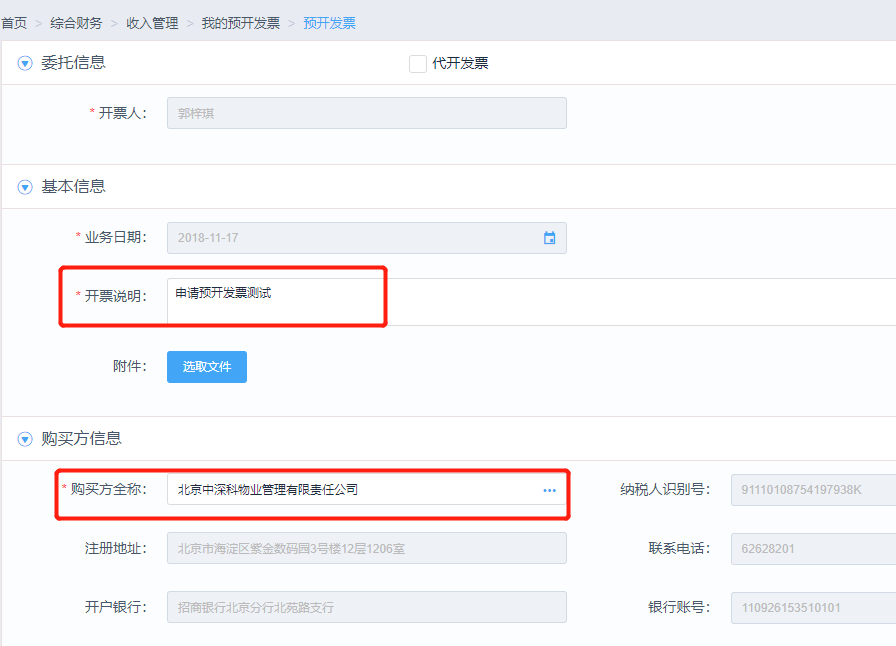 首页 > 综合财务 > 收入管理 > 我的预开发票 > 预开发票
委托信息 代开发票
* 开票人: 郭梓琪
基本信息
* 业务日期: 2018-11-17
* 开票说明: 申请预开发票测试
附件: 选取文件
购买方信息
* 购买方全称: 北京中深科物业管理有限责任公司 ··· 纳税人识别号: 91110108754197938K
注册地址: 北京市海淀区紫金数码园3号楼12层1206室 联系电话: 62628201
开户银行: 招商银行北京分行北苑路支行 银行账号: 110926153510101